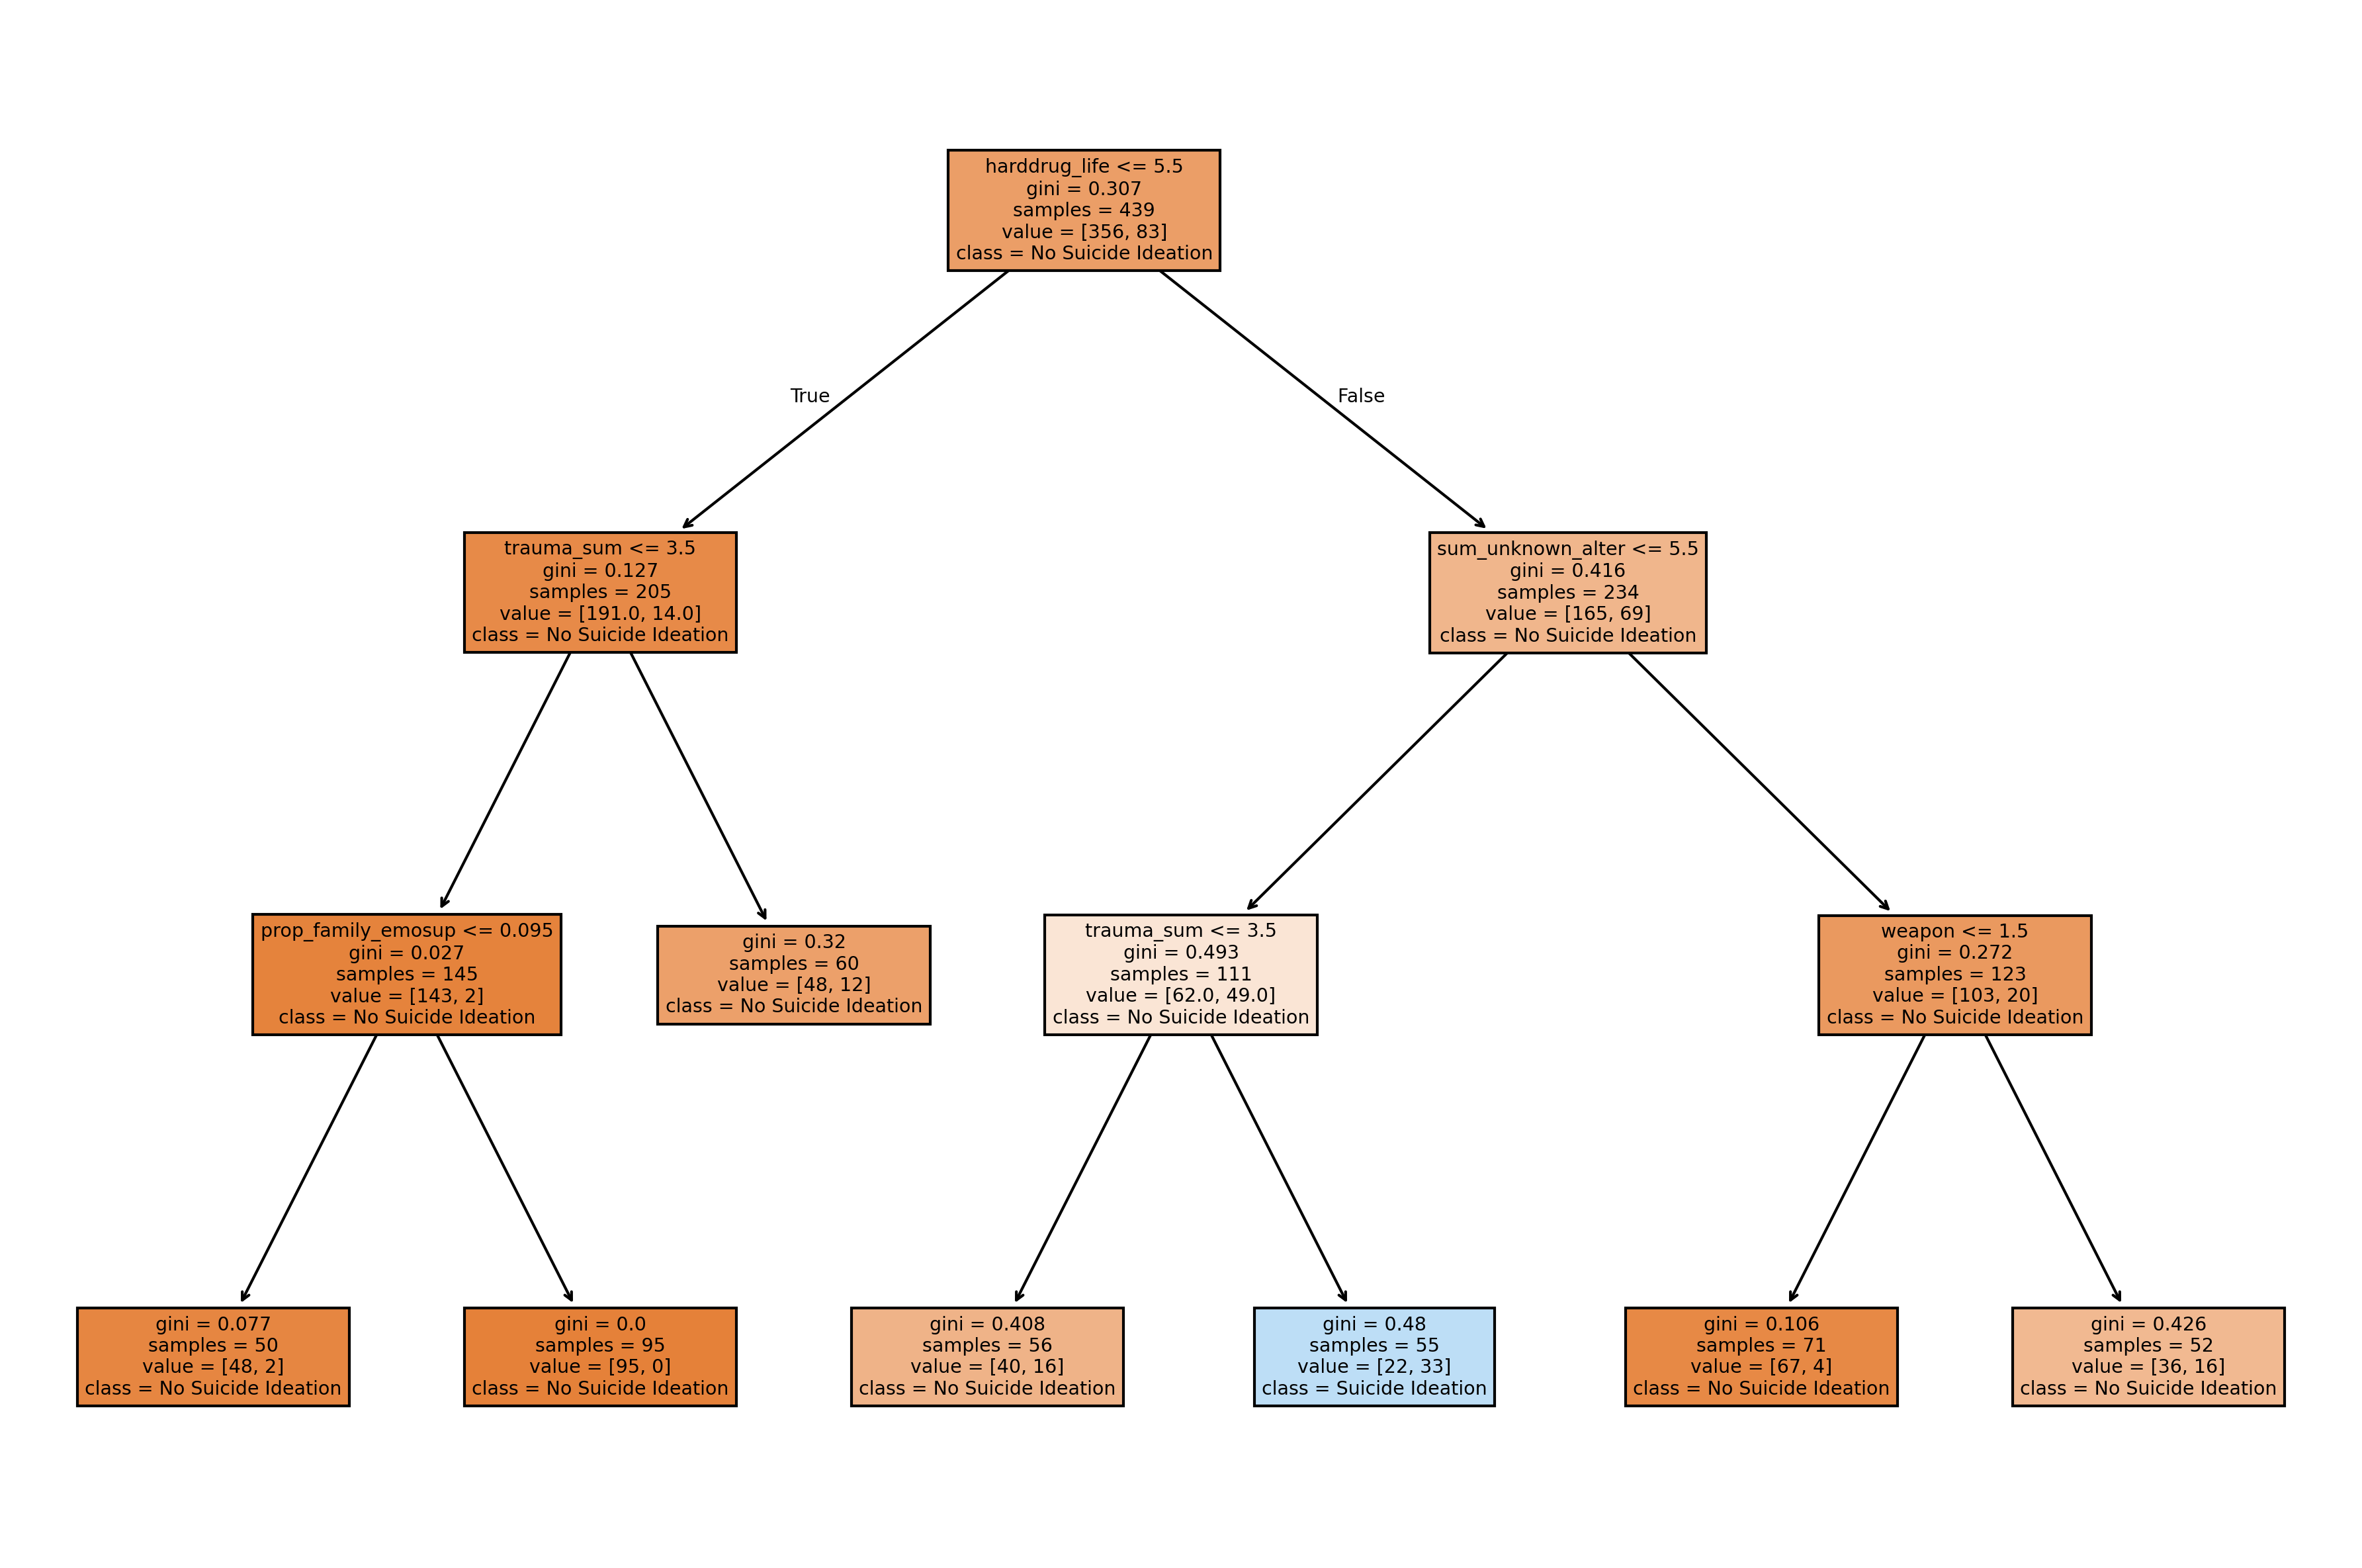 harddrug_life <= 5.5
gini = 0.307
samples = 439
value = [356, 83]
class = No Suicide Ideation
True
False
trauma_sum <= 3.5
gini = 0.127
samples = 205
value = [191.0, 14.0]
class = No Suicide Ideation
sum_unknown_alter <= 5.5
gini = 0.416
samples = 234
value = [165, 69]
class = No Suicide Ideation
prop_family_emosup <= 0.095
gini = 0.027
samples = 145
value = [143, 2]
class = No Suicide Ideation
gini = 0.32
samples = 60
value = [48, 12]
class = No Suicide Ideation
trauma_sum <= 3.5
gini = 0.493
samples = 111
value = [62.0, 49.0]
class = No Suicide Ideation
weapon <= 1.5
gini = 0.272
samples = 123
value = [103, 20]
class = No Suicide Ideation
gini = 0.077
samples = 50
value = [48, 2]
class = No Suicide Ideation
gini = 0.0
samples = 95
value = [95, 0]
class = No Suicide Ideation
gini = 0.408
samples = 56
value = [40, 16]
class = No Suicide Ideation
gini = 0.48
samples = 55
value = [22, 33]
class = Suicide Ideation
gini = 0.106
samples = 71
value = [67, 4]
class = No Suicide Ideation
gini = 0.426
samples = 52
value = [36, 16]
class = No Suicide Ideation